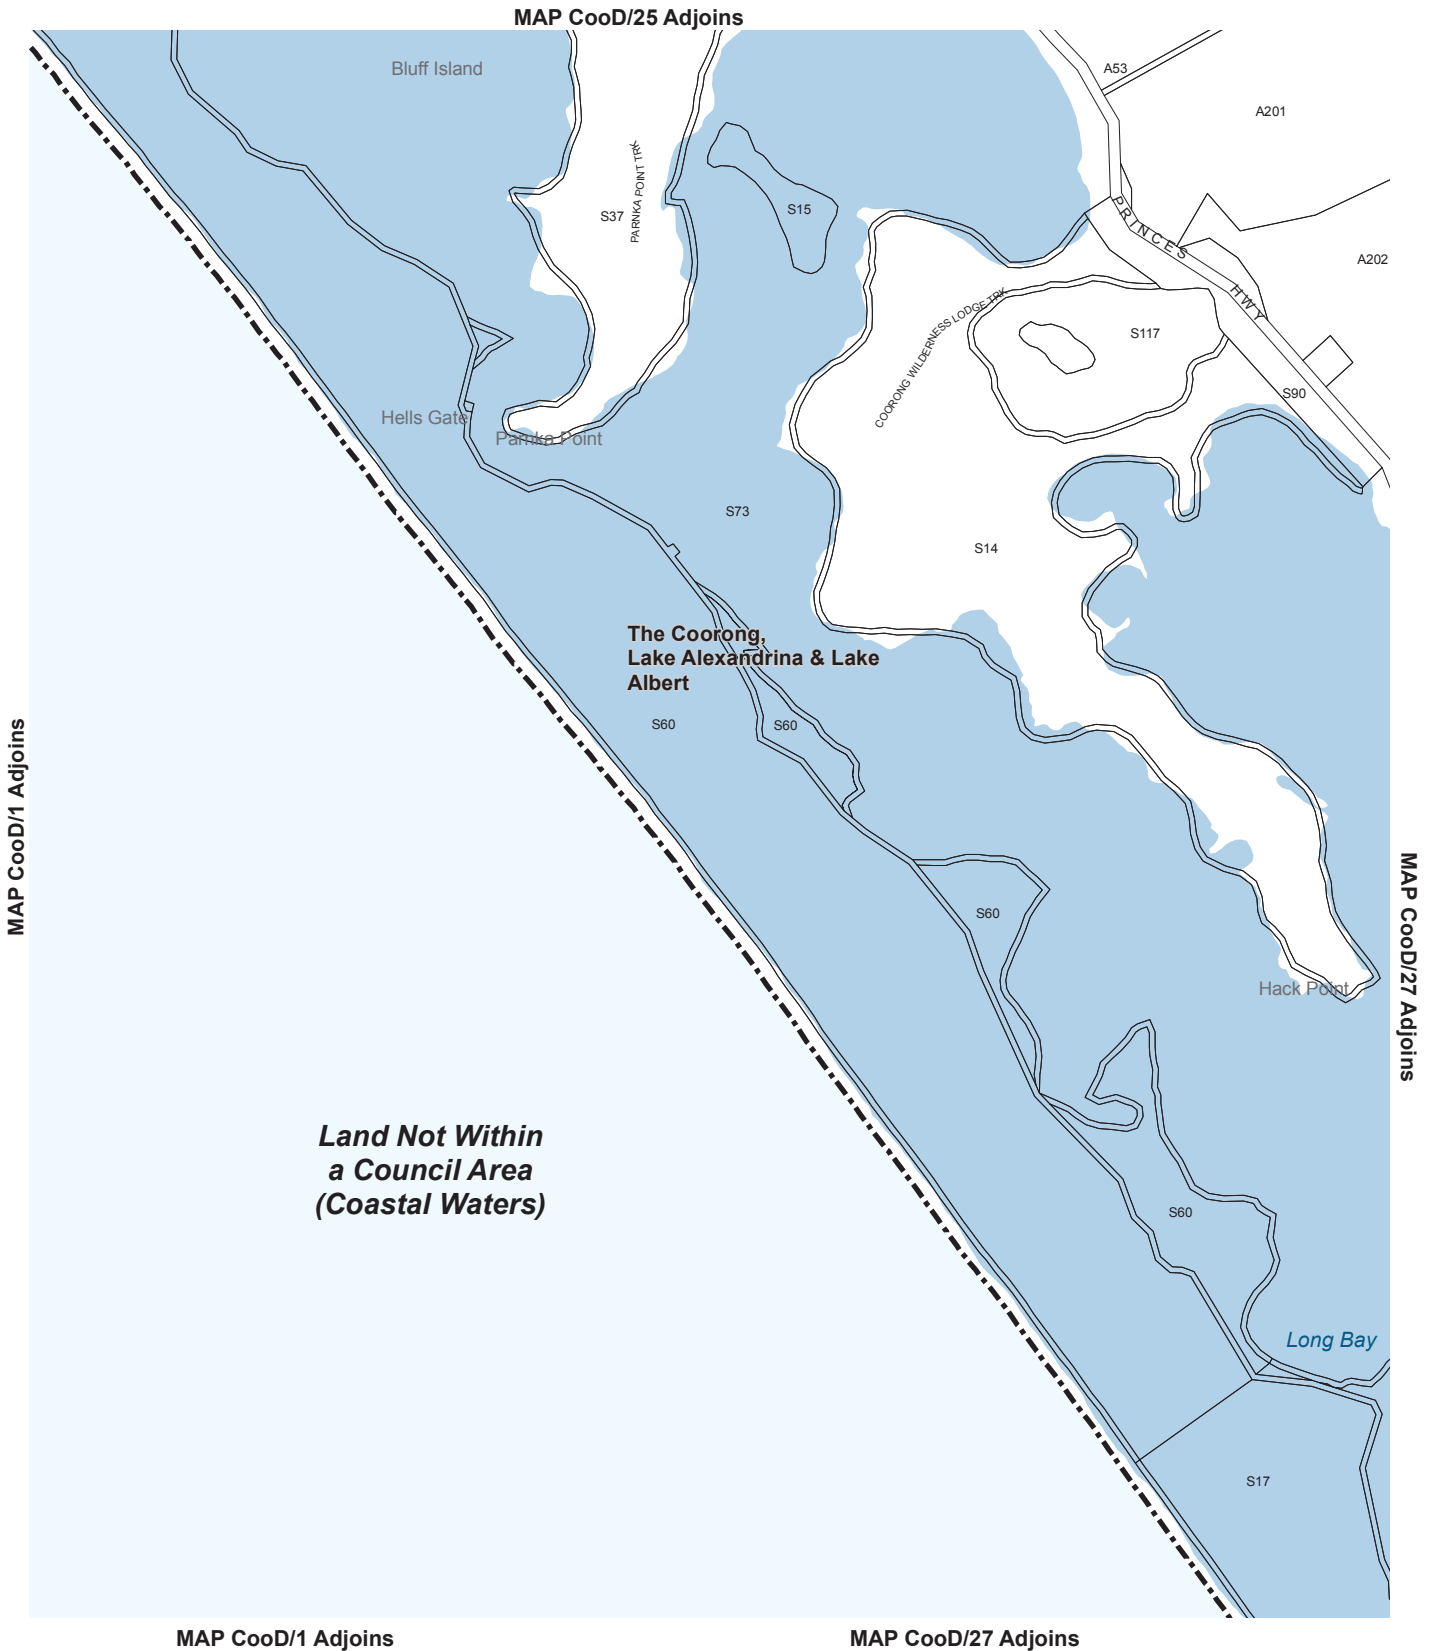 MAP CooD/25 Adjoins
Bluff Island
A53
A201
PARNKA POINT TRK
S37
S15
PRINCES HWY
A202
COORONG WILDERNESS LODGE TRK
S117
S90
Hells Gate
Parnka Point
S73
S14
The Coorong,
Lake Alexandrina & Lake
Albert
S60
S60
MAP CooD/1 Adjoins
MAP CooD/27 Adjoins
S60
Hack Point
Land Not Within
a Council Area
(Coastal Waters)
S60
Long Bay
S17
MAP CooD/1 Adjoins
MAP CooD/27 Adjoins